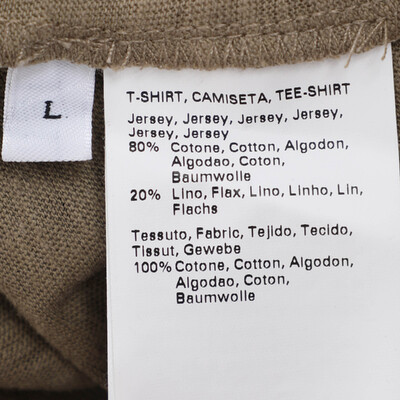 L
T-SHIRT, CAMISETA, TEE-SHIRT
Jersey, Jersey, Jersey, Jersey,
Jersey, Jersey
80% Cotone, Cotton, Algodon,
Algodao, Coton,
Baumwolle
20% Lino, Flax, Lino, Linho, Lin,
Flachs
Tessuto, Fabric, Tejido, Tecido,
Tissut, Gewebe
100% Cotone, Cotton, Algodon,
Algodao, Coton,
Baumwolle